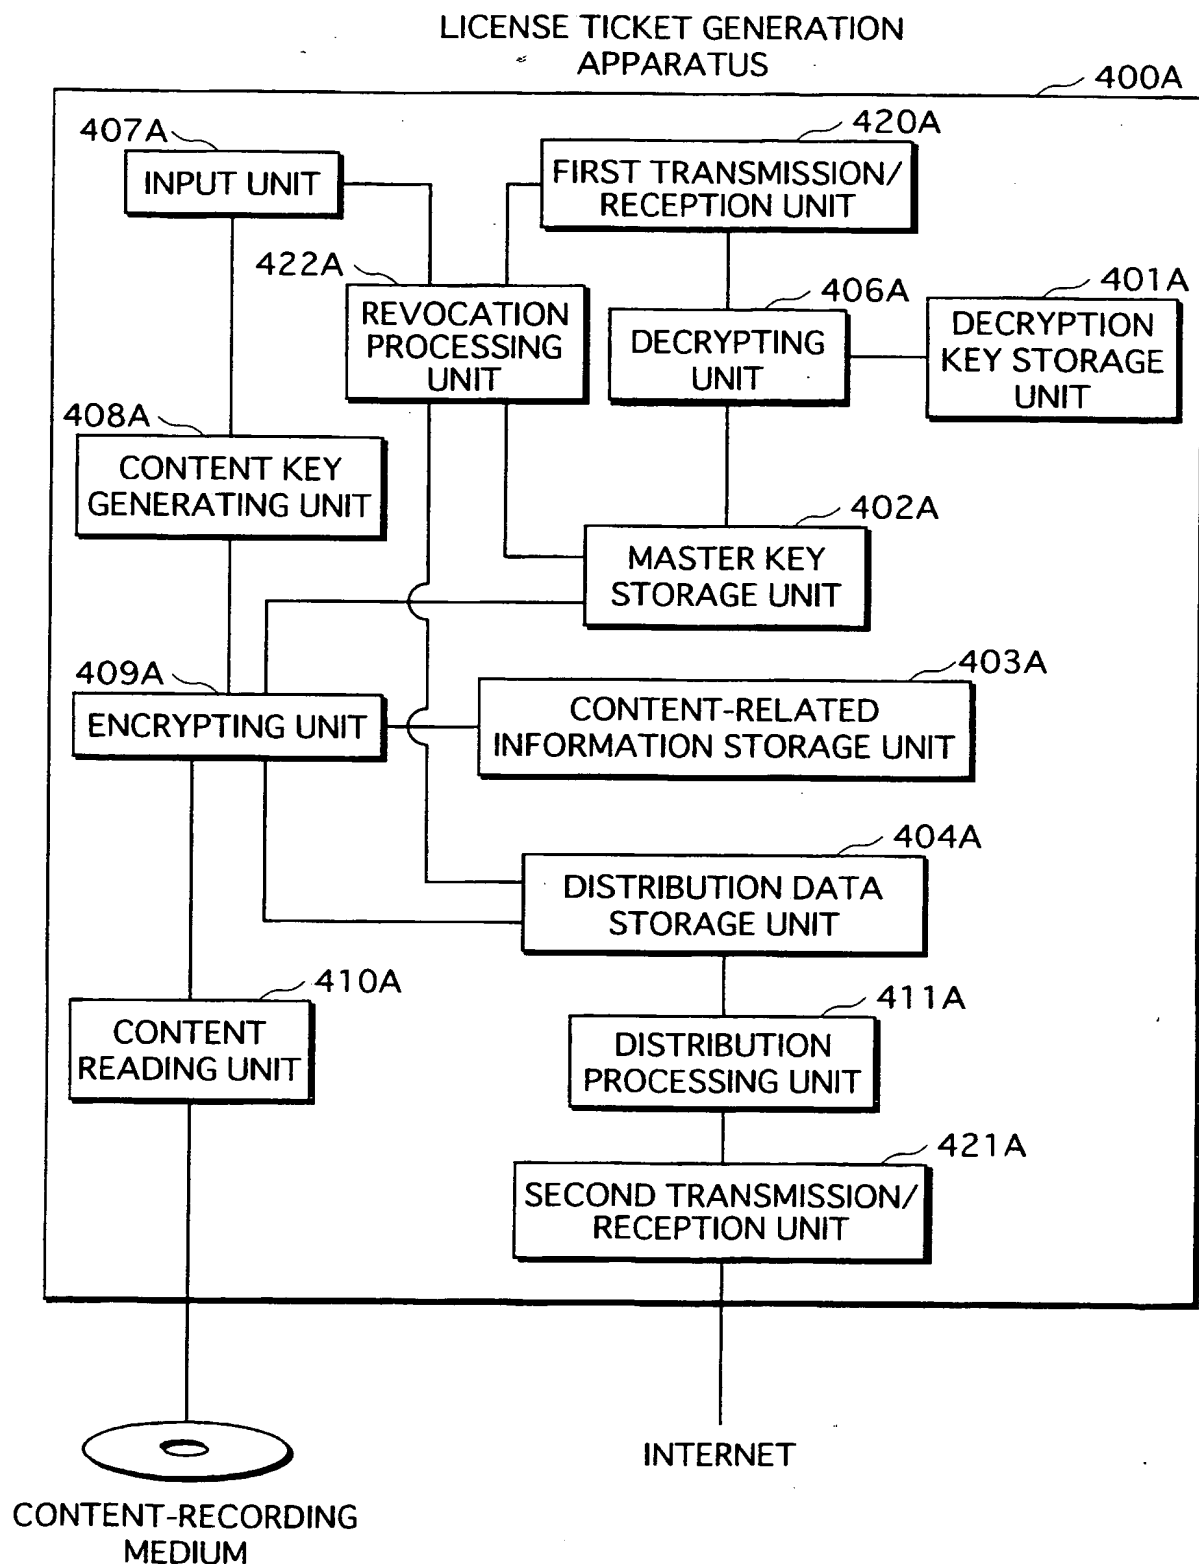 LICENSE TICKET GENERATION
APPARATUS
400A
407A
INPUT UNIT
420A
FIRST TRANSMISSION/
RECEPTION UNIT
422A
REVOCATION
PROCESSING
UNIT
406A
DECRYPTING
UNIT
401A
DECRYPTION
KEY STORAGE
UNIT
408A
CONTENT KEY
GENERATING UNIT
402A
MASTER KEY
STORAGE UNIT
409A
ENCRYPTING UNIT
403A
CONTENT-RELATED
INFORMATION STORAGE UNIT
404A
DISTRIBUTION DATA
STORAGE UNIT
410A
CONTENT
READING UNIT
411A
DISTRIBUTION
PROCESSING UNIT
421A
SECOND TRANSMISSION/
RECEPTION UNIT
INTERNET
CONTENT-RECORDING
MEDIUM